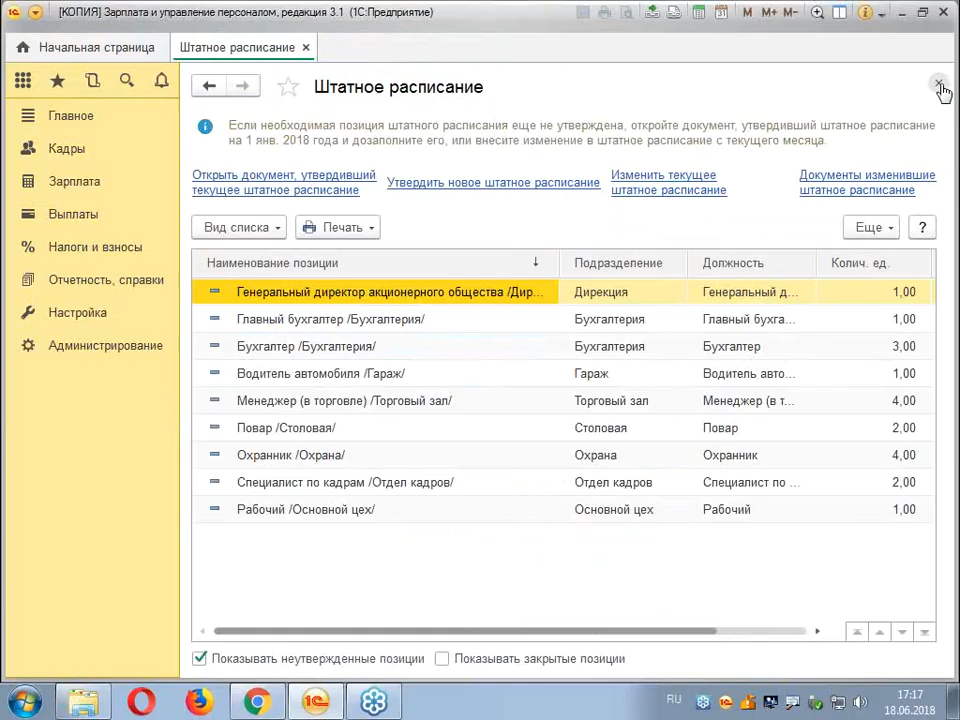 [КОПИЯ] Зарплата и управление персоналом, редакция 3.1 (1С:Предприятие)
M M+ M-
Начальная страница
Штатное расписание ×
Штатное расписание
Главное
Кадры
Зарплата
Выплаты
Налоги и взносы
Отчетность, справки
Настройка
Администрирование
Если необходимая позиция штатного расписания еще не утверждена, откройте документ, утвердивший штатное расписание
на 1 янв. 2018 года и дозаполните его, или внесите изменение в штатное расписание с текущего месяца.
Открыть документ, утвердивший
текущее штатное расписание
Утвердить новое штатное расписание
Изменить текущее
штатное расписание
Документы изменившие
штатное расписание
Вид списка
Печать
Еще
?
Наименование позиции ↓ Подразделение Должность Колич. ед.
Генеральный директор акционерного общества /Дир... Дирекция Генеральный д... 1,00
Главный бухгалтер /Бухгалтерия/ Бухгалтерия Главный бухга... 1,00
Бухгалтер /Бухгалтерия/ Бухгалтерия Бухгалтер 3,00
Водитель автомобиля /Гараж/ Гараж Водитель авто... 1,00
Менеджер (в торговле) /Торговый зал/ Торговый зал Менеджер (в т... 4,00
Повар /Столовая/ Столовая Повар 2,00
Охранник /Охрана/ Охрана Охранник 4,00
Специалист по кадрам /Отдел кадров/ Отдел кадров Специалист по ... 2,00
Рабочий /Основной цех/ Основной цех Рабочий 1,00
Показывать неутвержденные позиции
Показывать закрытые позиции
RU
17:17
18.06.2018